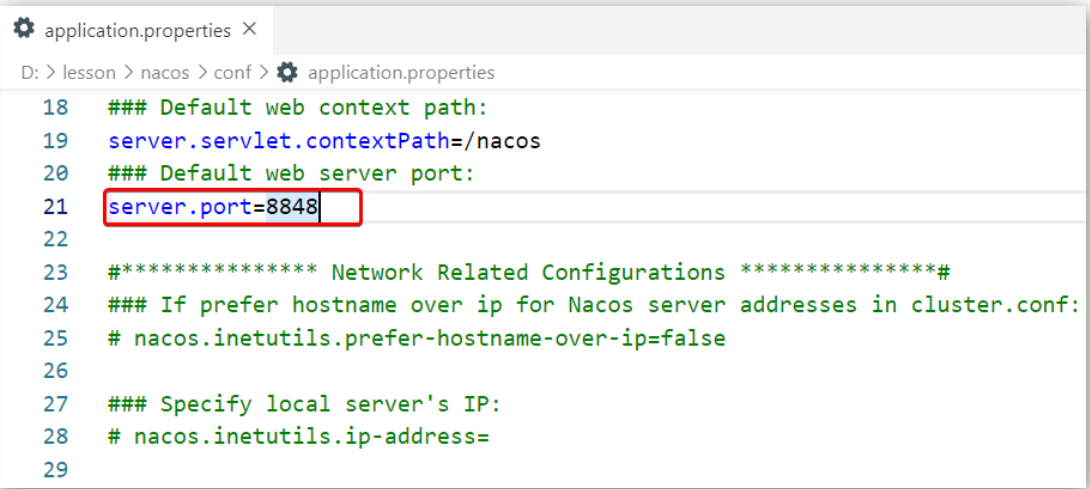 application.properties ×
D: > lesson > nacos > conf > application.properties
18 ### Default web context path:
19 server.servlet.contextPath=/nacos
20 ### Default web server port:
21 server.port=8848
22
23 #*************** Network Related Configurations ***************#
24 ### If prefer hostname over ip for Nacos server addresses in cluster.conf:
25 # nacos.inetutils.prefer-hostname-over-ip=false
26
27 ### Specify local server's IP:
28 # nacos.inetutils.ip-address=
29